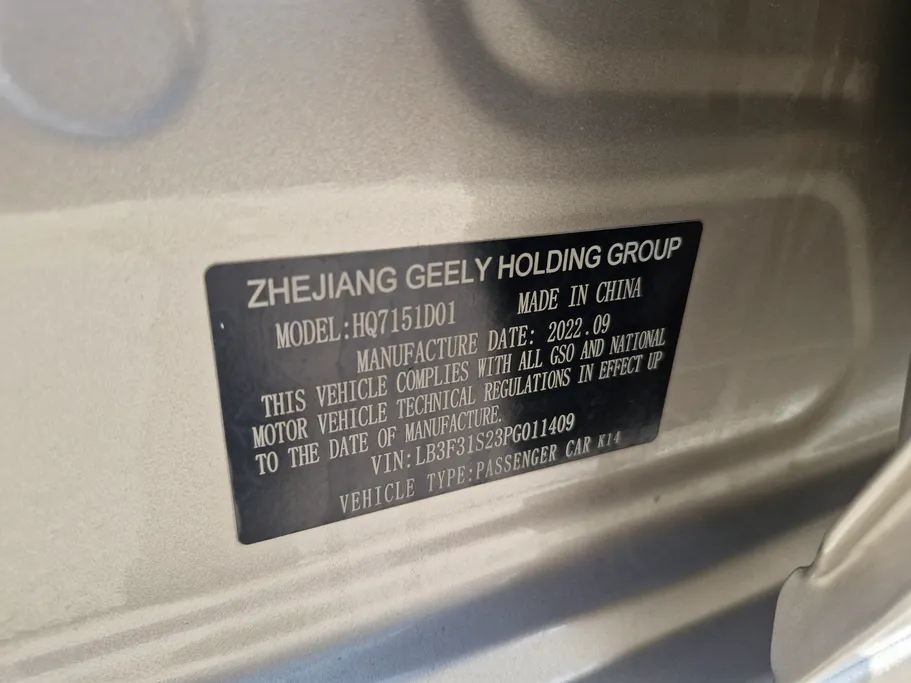 ZHEJIANG GEELY HOLDING GROUP
MODEL:HQ7151D01 MADE IN CHINA
MANUFACTURE DATE: 2022.09
THIS VEHICLE COMPLIES WITH ALL GSO AND NATIONAL
MOTOR VEHICLE TECHNICAL REGULATIONS IN EFFECT UP
TO THE DATE OF MANUFACTURE.
VIN:LB3F31S23PG011409
VEHICLE TYPE:PASSENGER CAR K14